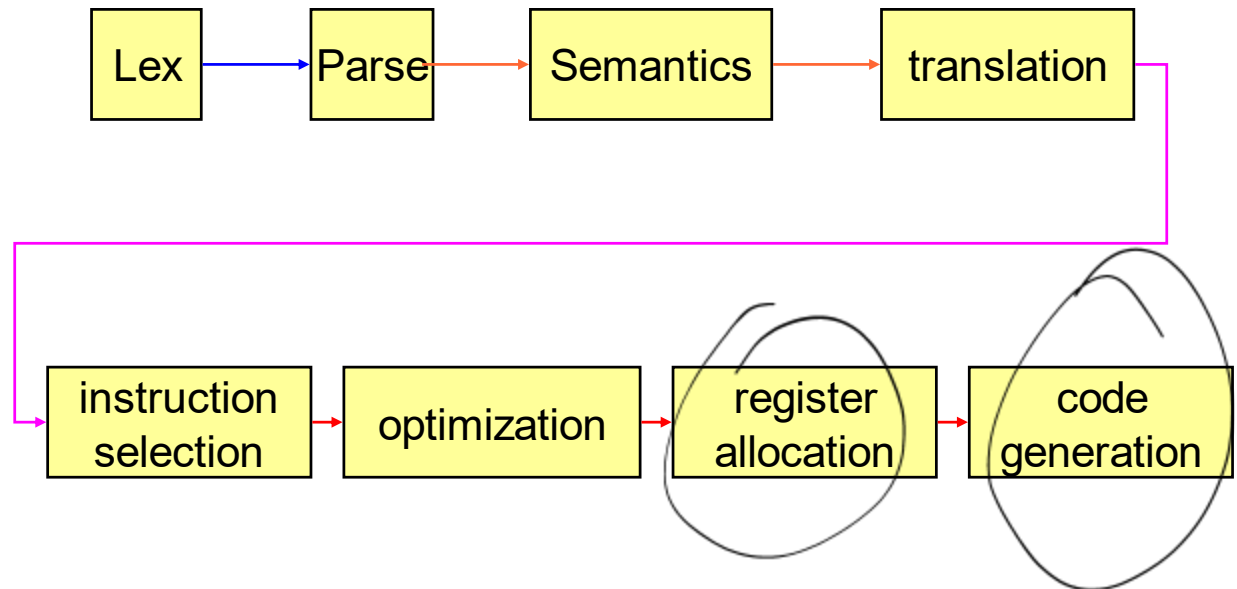 Lex
Parse
Semantics
translation
instruction
selection
optimization
register
allocation
code
generation